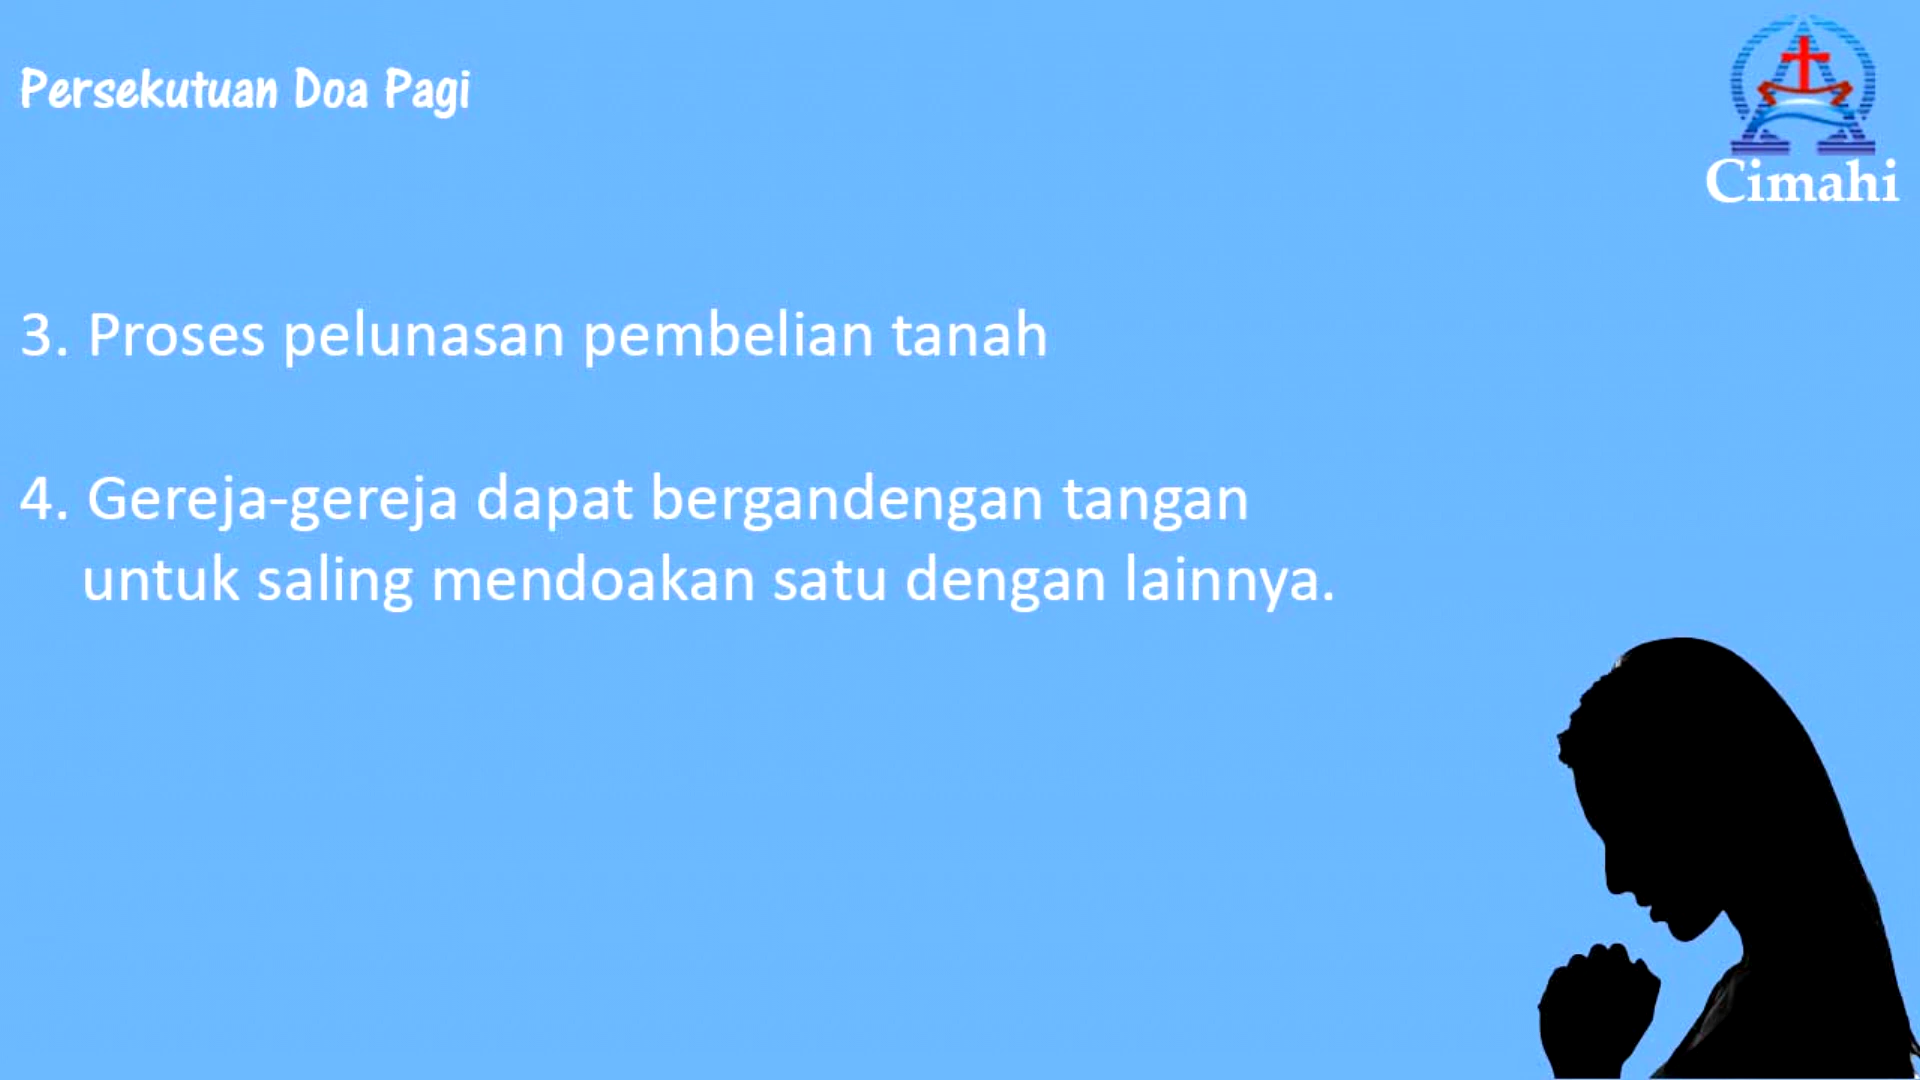 Persekutuan Doa Pagi
Cimahi
3. Proses pelunasan pembelian tanah
4. Gereja-gereja dapat bergandengan tangan
untuk saling mendoakan satu dengan lainnya.